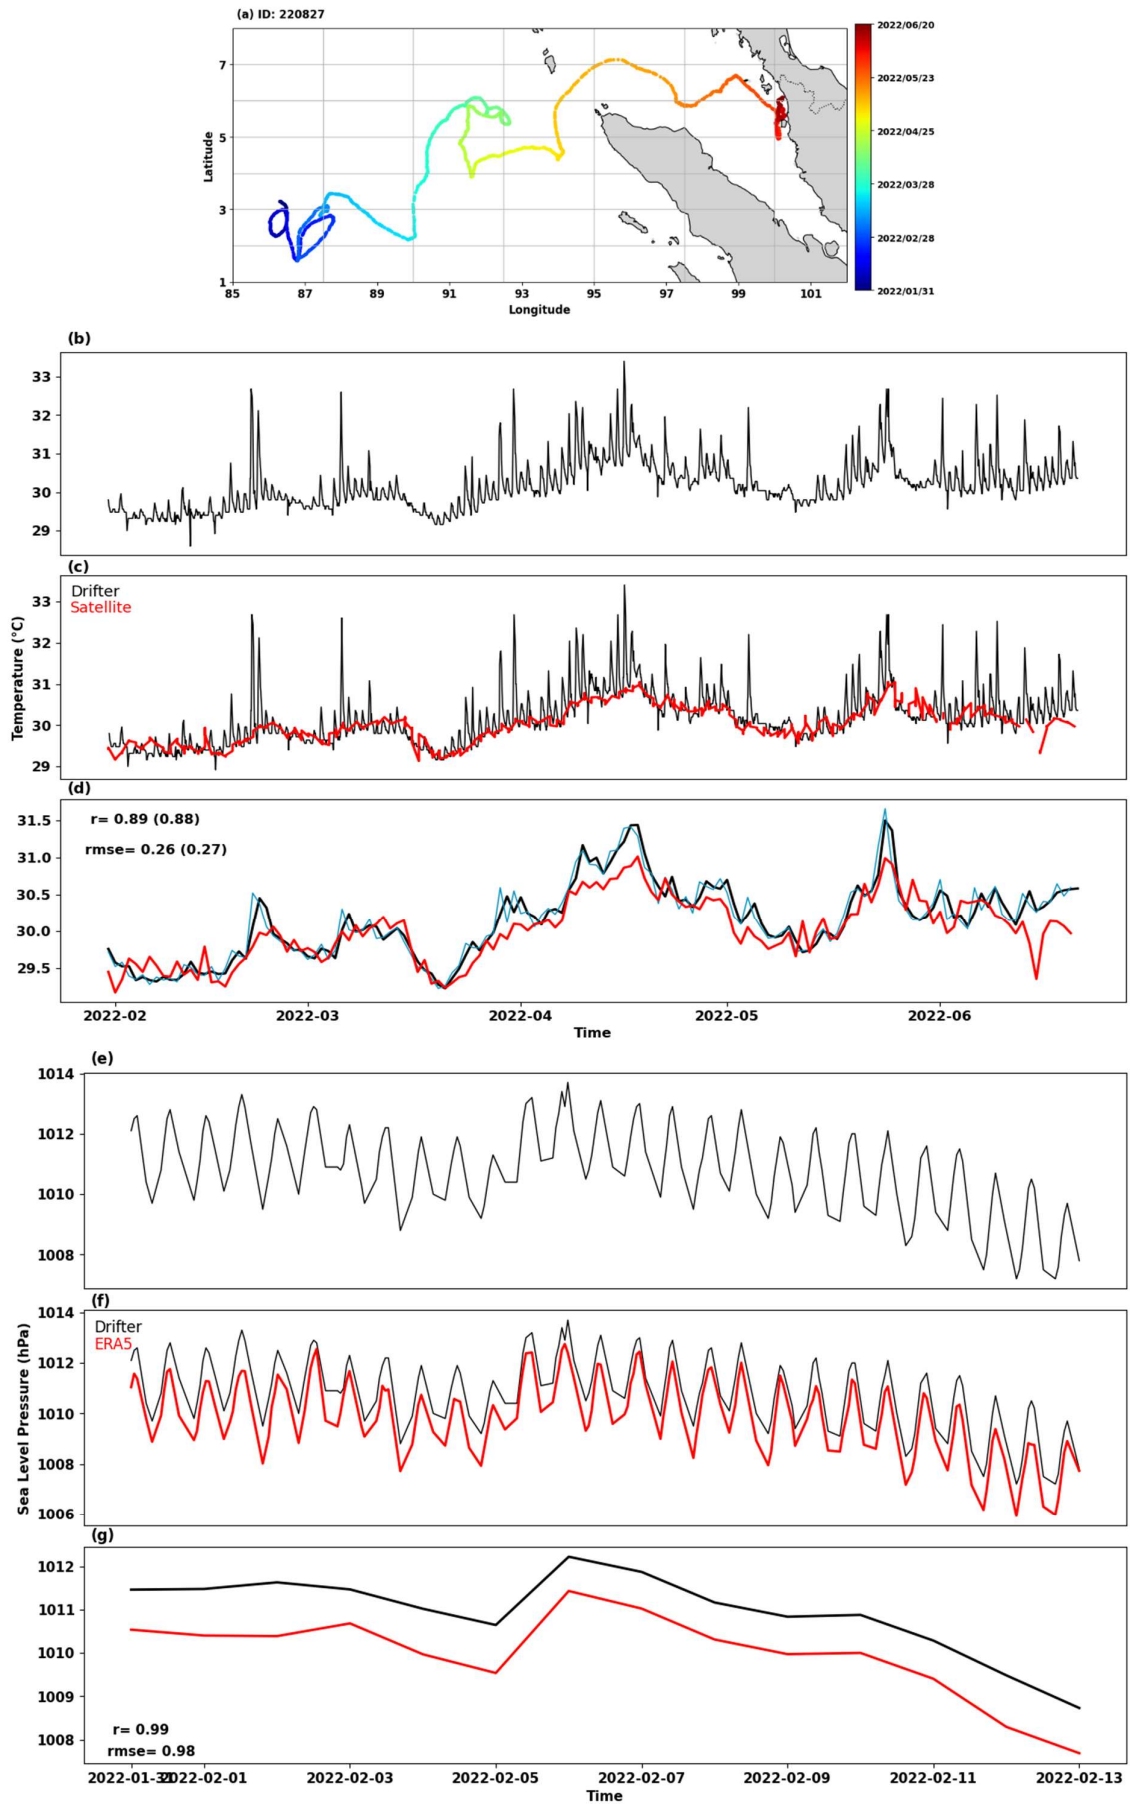 (a) ID: 220827
7
5
3
1
Latitude
85 87 89 91 93 95 97 99 101
Longitude
2022/06/20
2022/05/23
2022/04/25
2022/03/28
2022/02/28
2022/01/31
(b)
33
32
31
30
29
(c)
Drifter
Satellite
33
32
31
30
29
Temperature (°C)
(d)
r= 0.89 (0.88)
rmse= 0.26 (0.27)
31.5
31.0
30.5
30.0
29.5
2022-02 2022-03 2022-04 2022-05 2022-06
Time
(e)
1014
1012
1010
1008
(f)
Drifter
ERA5
1014
1012
1010
1008
1006
Sea Level Pressure (hPa)
(g)
1012
1011
1010
1009
1008
r= 0.99
rmse= 0.98
2022-01-31 2022-02-01 2022-02-03 2022-02-05 2022-02-07 2022-02-09 2022-02-11 2022-02-13
Time